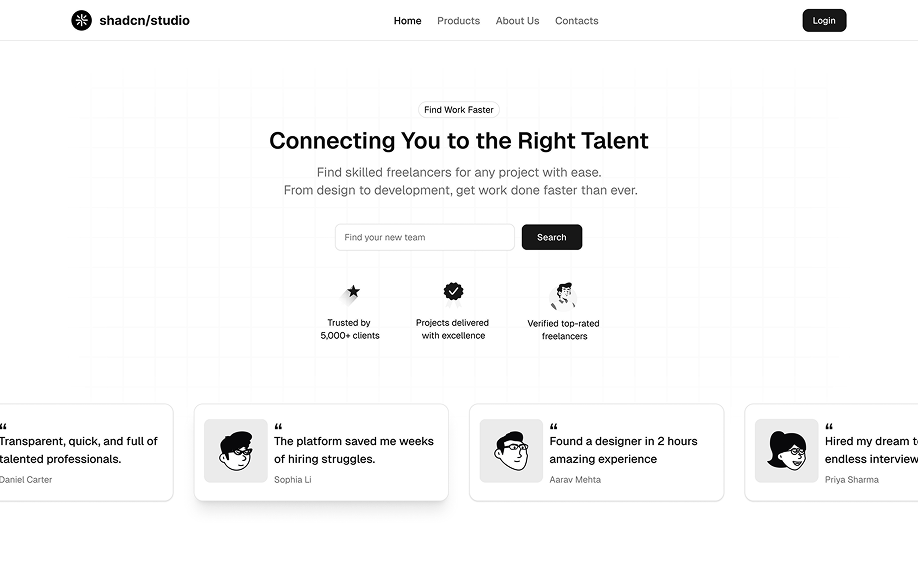 shadcn/studio
Home
Products
About Us
Contacts
Login
Find Work Faster
Connecting You to the Right Talent
Find skilled freelancers for any project with ease.
From design to development, get work done faster than ever.
Find your new team
Search
Trusted by
5,000+ clients
Projects delivered
with excellence
Verified top-rated
freelancers
“
Transparent, quick, and full of
talented professionals.
Daniel Carter
“
The platform saved me weeks
of hiring struggles.
Sophia Li
“
Found a designer in 2 hours
amazing experience
Aarav Mehta
“
Hired my dream
endless interview
Priya Sharma